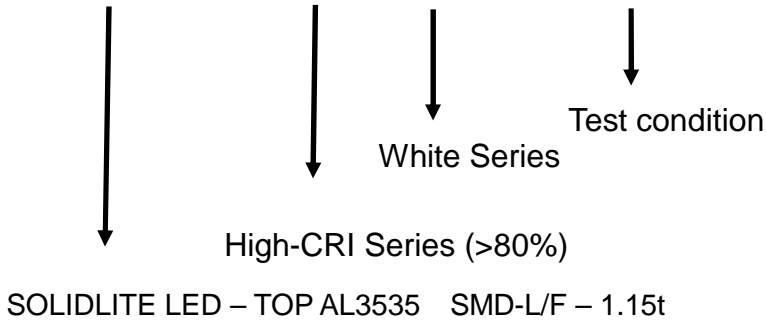 Test condition
White Series
High-CRI Series (>80%)
SOLIDLITE LED – TOP AL3535 SMD-L/F – 1.15t